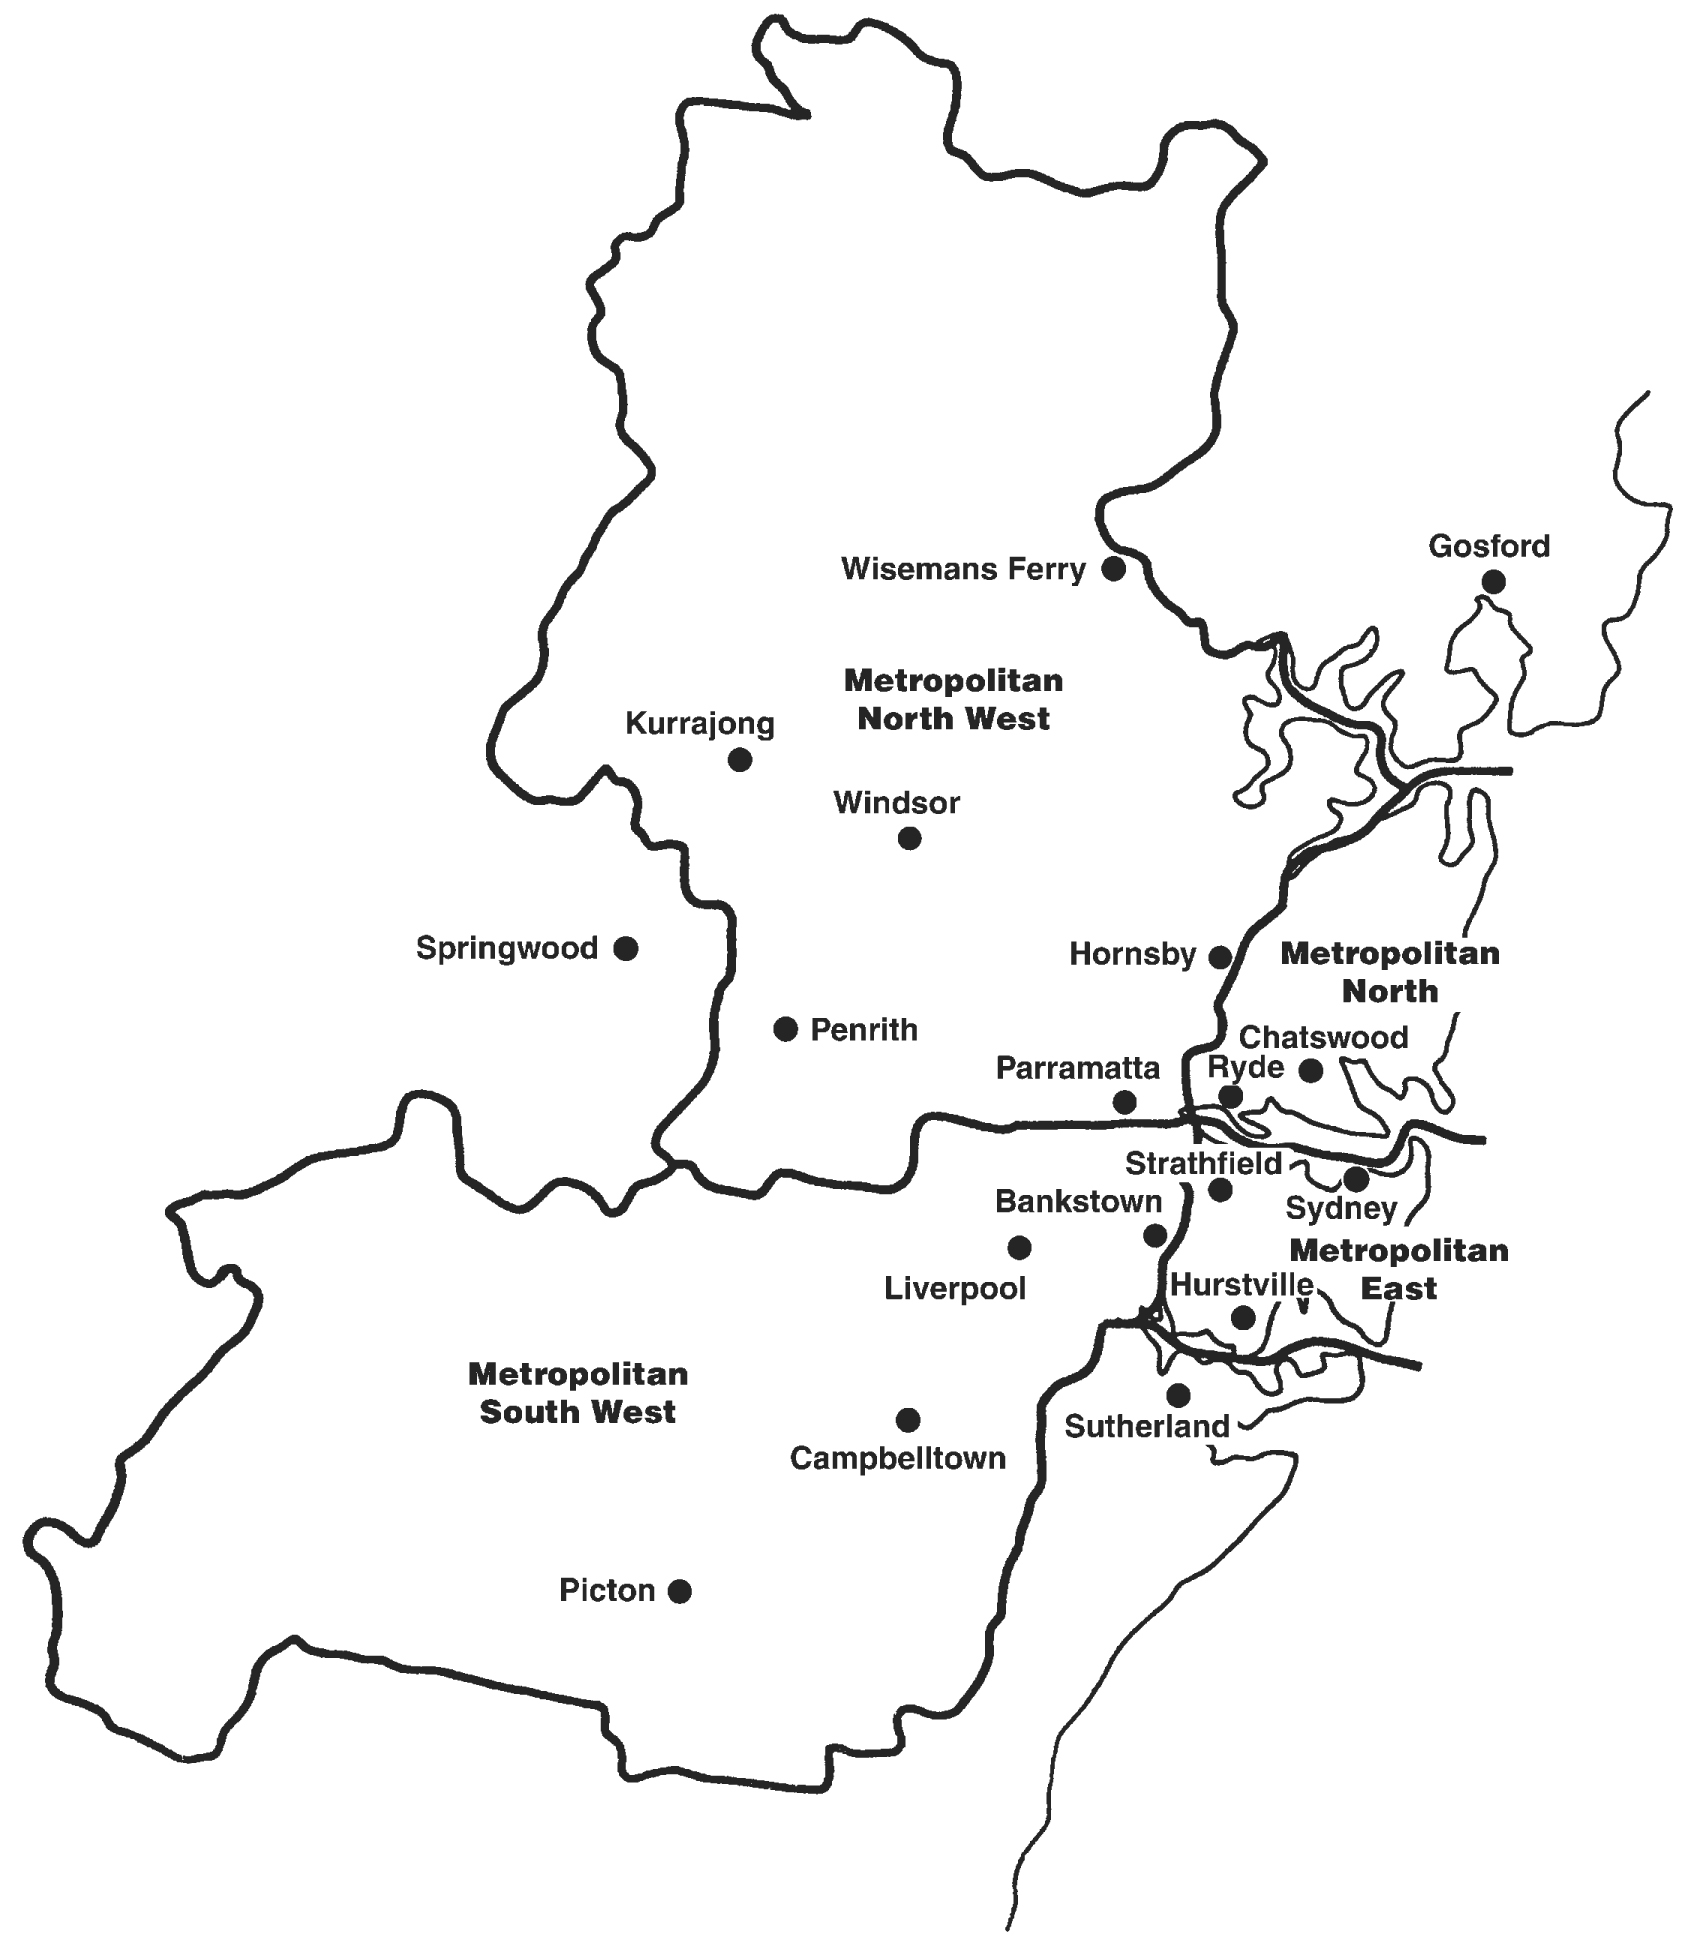 Gosford
Wisemans Ferry
Metropolitan
North West
Kurrajong
Windsor
Springwood
Hornsby
Metropolitan
North
Penrith
Chatswood
Parramatta
Ryde
Strathfield
Bankstown
Sydney
Metropolitan
East
Liverpool
Hurstville
Metropolitan
South West
Sutherland
Campbelltown
Picton